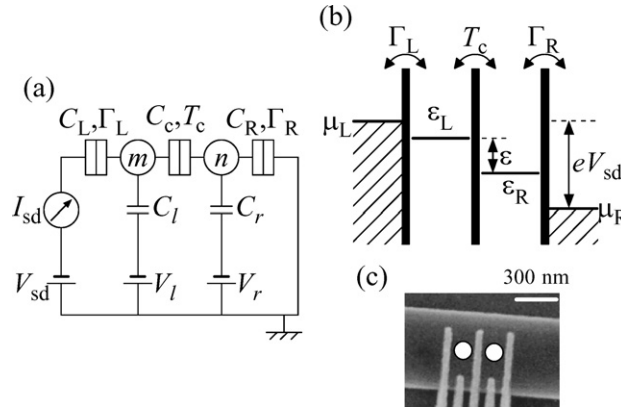 (a)
C_L,Γ_L
C_c,T_c
C_R,Γ_R
m
n
I_sd
C_l
C_r
V_sd
V_l
V_r
(b)
Γ_L
T_c
Γ_R
μ_L
ε_L
ε
ε_R
eV_sd
μ_R
(c)
300 nm